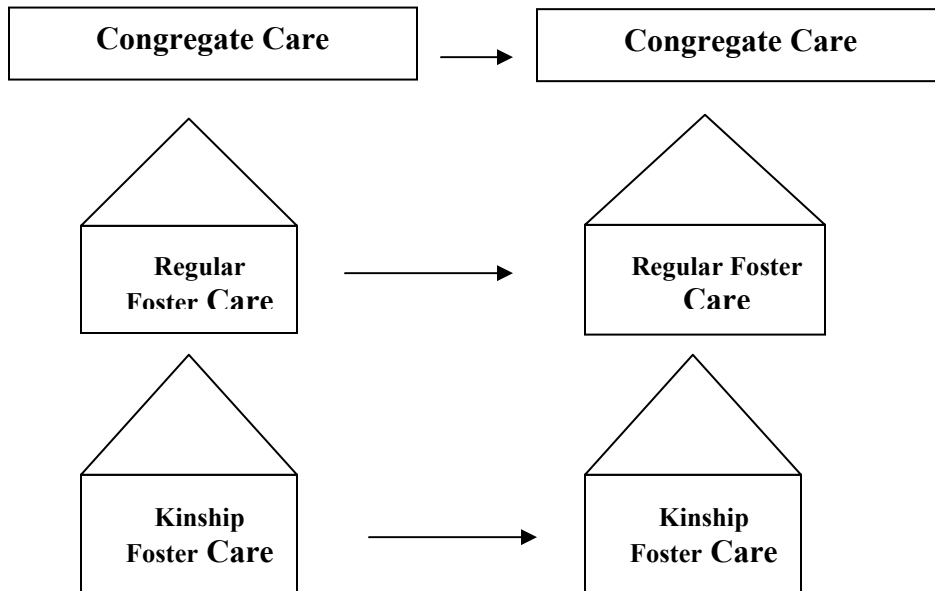 Congregate Care
Congregate Care
Regular
Foster Care
Regular Foster
Care
Kinship
Foster Care
Kinship
Foster Care